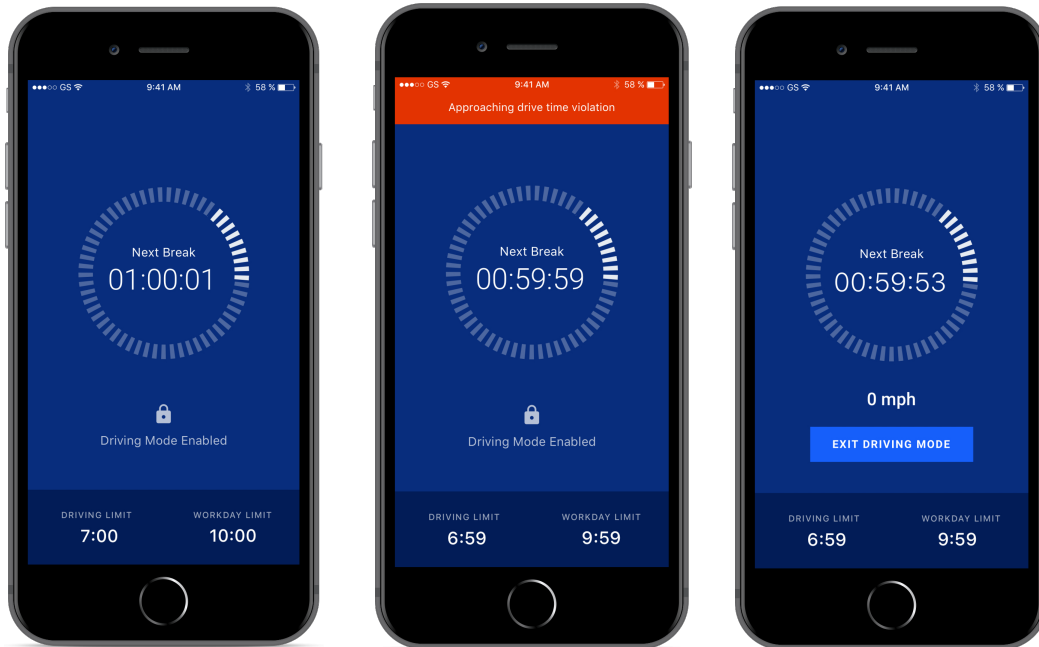 ●●●○○ GS 9:41 AM 58 %
Next Break
01:00:01
Driving Mode Enabled
DRIVING LIMIT WORKDAY LIMIT
7:00 10:00
●●●○○ GS 9:41 AM 58 %
Approaching drive time violation
Next Break
00:59:59
Driving Mode Enabled
DRIVING LIMIT WORKDAY LIMIT
6:59 9:59
●●●○○ GS 9:41 AM 58 %
Next Break
00:59:53
0 mph
EXIT DRIVING MODE
DRIVING LIMIT WORKDAY LIMIT
6:59 9:59